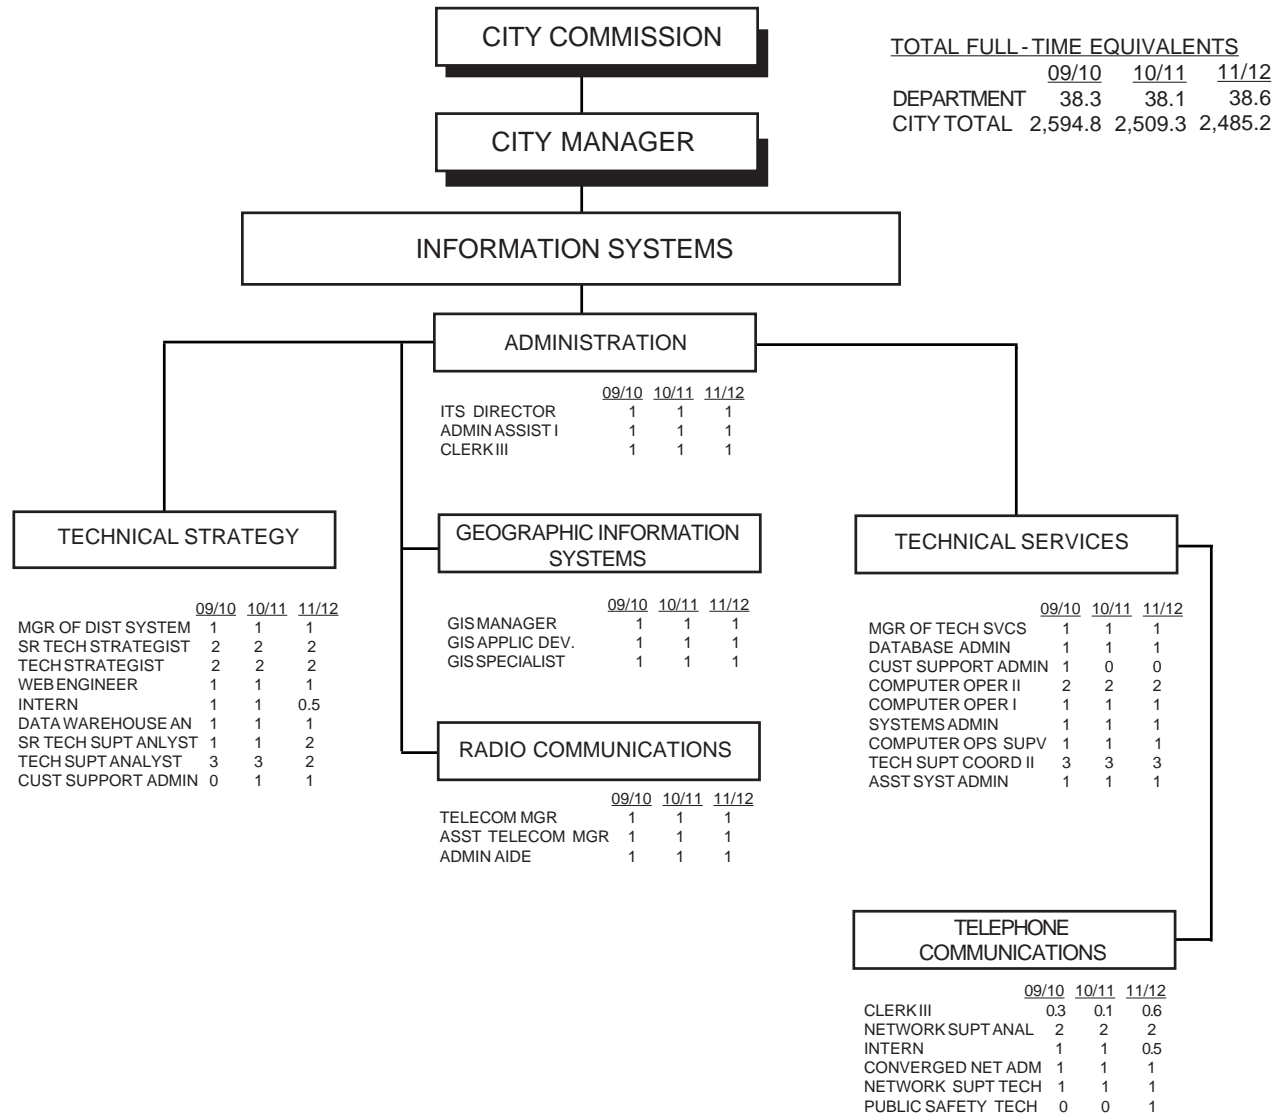 CITY COMMISSION
TOTAL FULL-TIME EQUIVALENTS
09/10 10/11 11/12
DEPARTMENT 38.3 38.1 38.6
CITY TOTAL 2,594.8 2,509.3 2,485.2
CITY MANAGER
INFORMATION SYSTEMS
ADMINISTRATION
09/10 10/11 11/12
ITS DIRECTOR 1 1 1
ADMIN ASSIST I 1 1 1
CLERK III 1 1 1
TECHNICAL STRATEGY
09/10 10/11 11/12
MGR OF DIST SYSTEM 1 1 1
SR TECH STRATEGIST 2 2 2
TECH STRATEGIST 2 2 2
WEB ENGINEER 1 1 1
INTERN 1 1 0.5
DATA WAREHOUSE AN 1 1 1
SR TECH SUPT ANLYST 1 1 2
TECH SUPT ANALYST 3 3 2
CUST SUPPORT ADMIN 0 1 1
GEOGRAPHIC INFORMATION
SYSTEMS
09/10 10/11 11/12
GIS MANAGER 1 1 1
GIS APPLIC DEV. 1 1 1
GIS SPECIALIST 1 1 1
RADIO COMMUNICATIONS
09/10 10/11 11/12
TELECOM MGR 1 1 1
ASST TELECOM MGR 1 1 1
ADMIN AIDE 1 1 1
TECHNICAL SERVICES
09/10 10/11 11/12
MGR OF TECH SVCS 1 1 1
DATABASE ADMIN 1 1 1
CUST SUPPORT ADMIN 1 0 0
COMPUTER OPER II 2 2 2
COMPUTER OPER I 1 1 1
SYSTEMS ADMIN 1 1 1
COMPUTER OPS SUPV 1 1 1
TECH SUPT COORD II 3 3 3
ASST SYST ADMIN 1 1 1
TELEPHONE
COMMUNICATIONS
09/10 10/11 11/12
CLERK III 0.3 0.1 0.6
NETWORK SUPT ANAL 2 2 2
INTERN 1 1 0.5
CONVERGED NET ADM 1 1 1
NETWORK SUPT TECH 1 1 1
PUBLIC SAFETY TECH 0 0 1